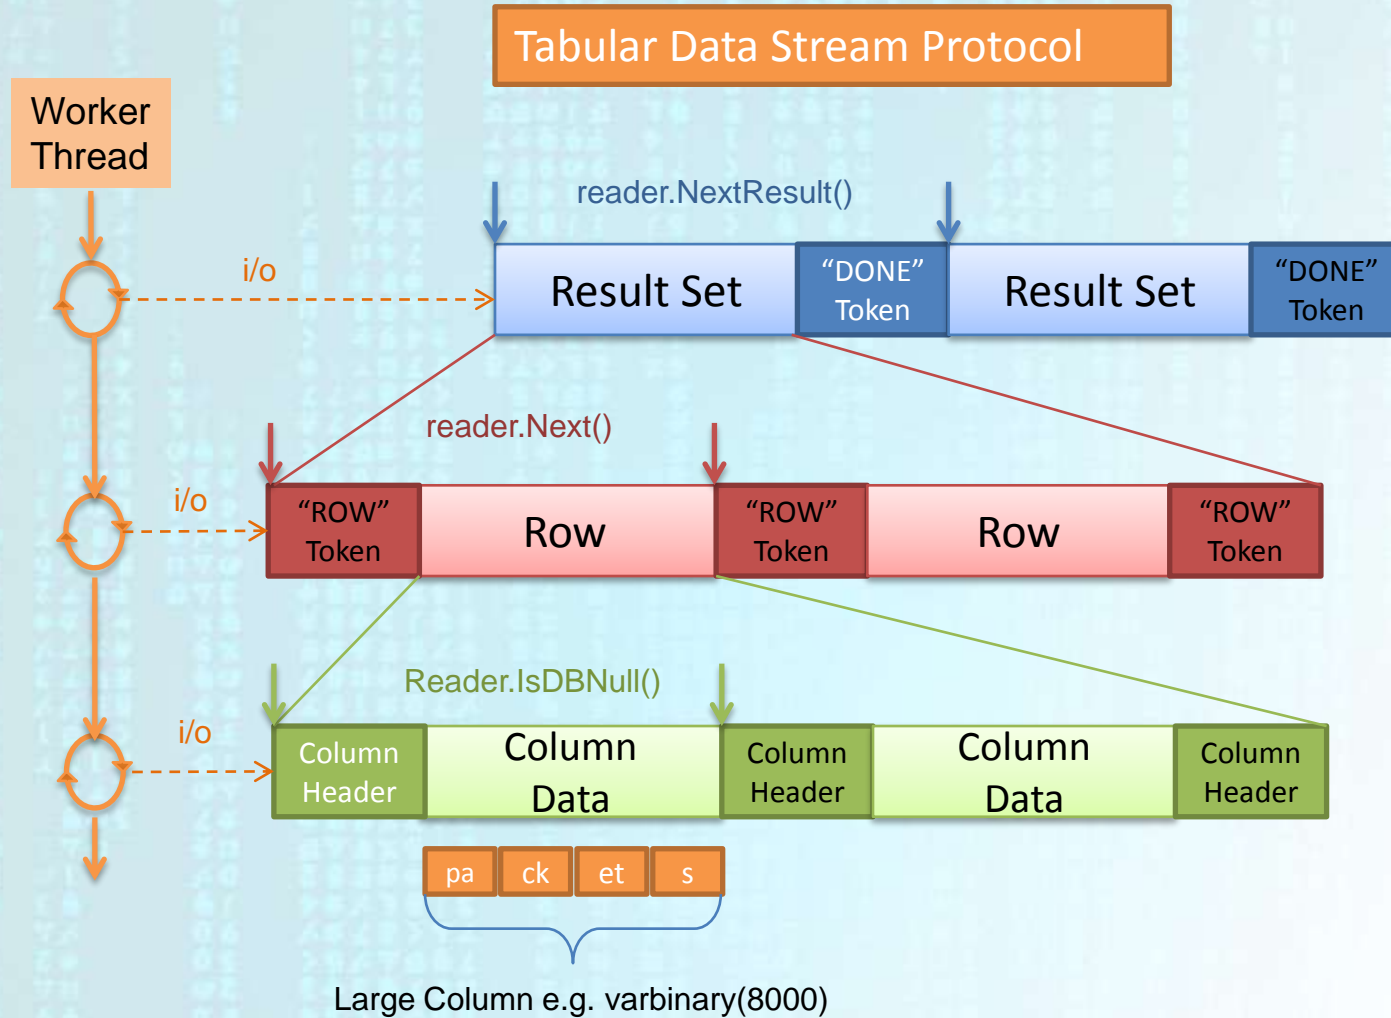 Tabular Data Stream Protocol
Worker
Thread
reader.NextResult()
i/o
Result Set
“DONE”
Token
Result Set
“DONE”
Token
reader.Next()
i/o
“ROW”
Token
Row
“ROW”
Token
Row
“ROW”
Token
Reader.IsDBNull()
i/o
Column
Header
Column
Data
Column
Header
Column
Data
Column
Header
pa
ck
et
s
Large Column e.g. varbinary(8000)